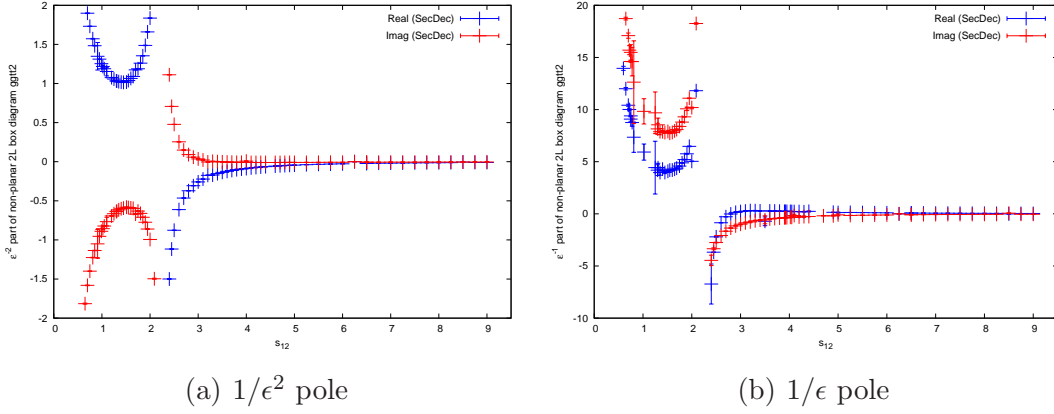 ε⁻² part of non-planar 2L box diagram ggtt2
Real (SecDec)
Imag (SecDec)
2
1.5
1
0.5
0
-0.5
-1
-1.5
-2
0 1 2 3 4 5 6 7 8 9
s₁₂
(a) 1/ϵ² pole
ε⁻¹ part of non-planar 2L box diagram ggtt2
Real (SecDec)
Imag (SecDec)
20
15
10
5
0
-5
-10
0 1 2 3 4 5 6 7 8 9
s₁₂
(b) 1/ϵ pole